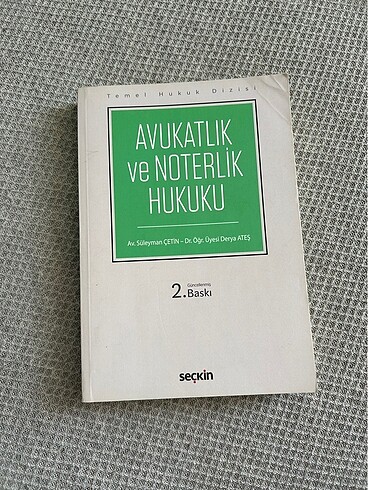 Temel Hukuk Dizisi
AVUKATLIK
ve NOTERLİK
HUKUKU
Av. Süleyman ÇETİN – Dr. Öğr. Üyesi Derya ATEŞ
Güncellenmiş
2. Baskı
seçkin